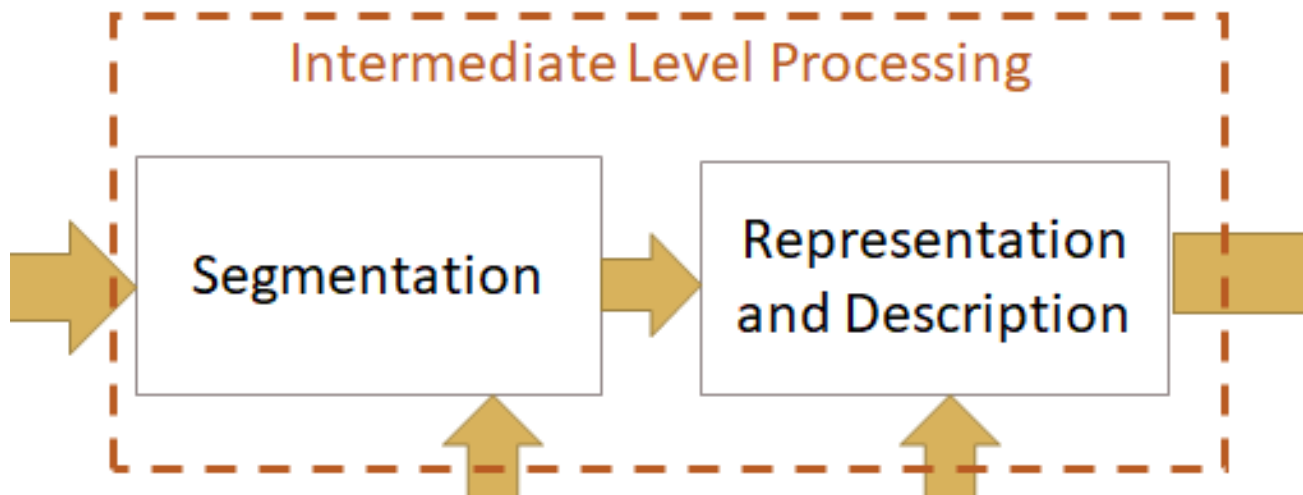 Intermediate Level Processing
Segmentation
Representation
and Description